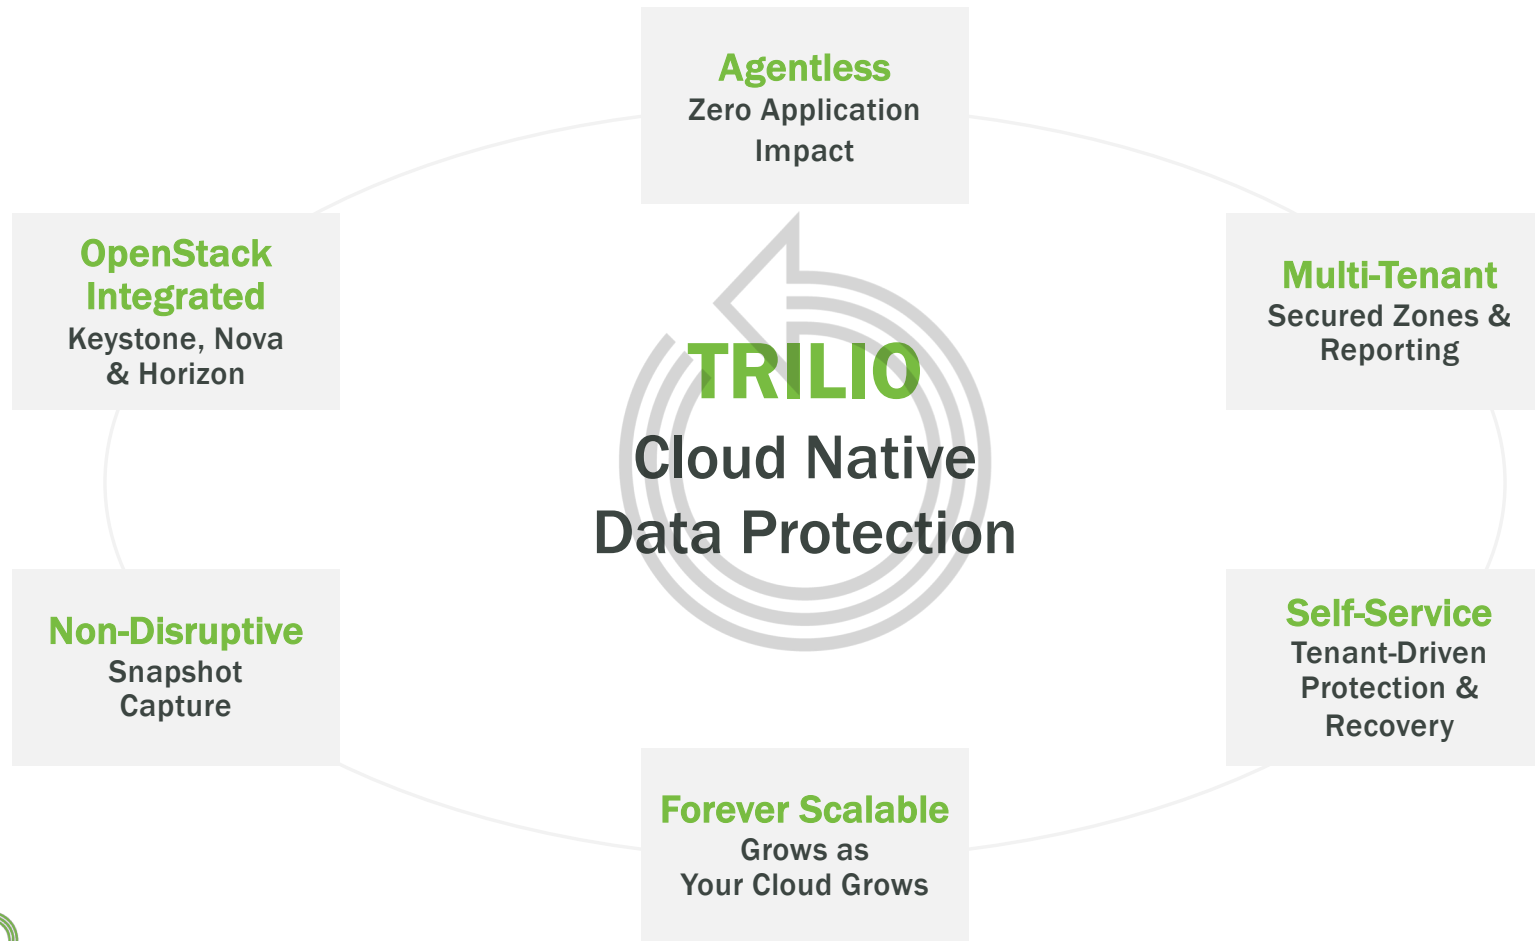 Agentless
Zero Application
Impact
OpenStack
Integrated
Keystone, Nova
& Horizon
Multi-Tenant
Secured Zones &
Reporting
TRILIO
Cloud Native
Data Protection
Non-Disruptive
Snapshot
Capture
Self-Service
Tenant-Driven
Protection &
Recovery
Forever Scalable
Grows as
Your Cloud Grows